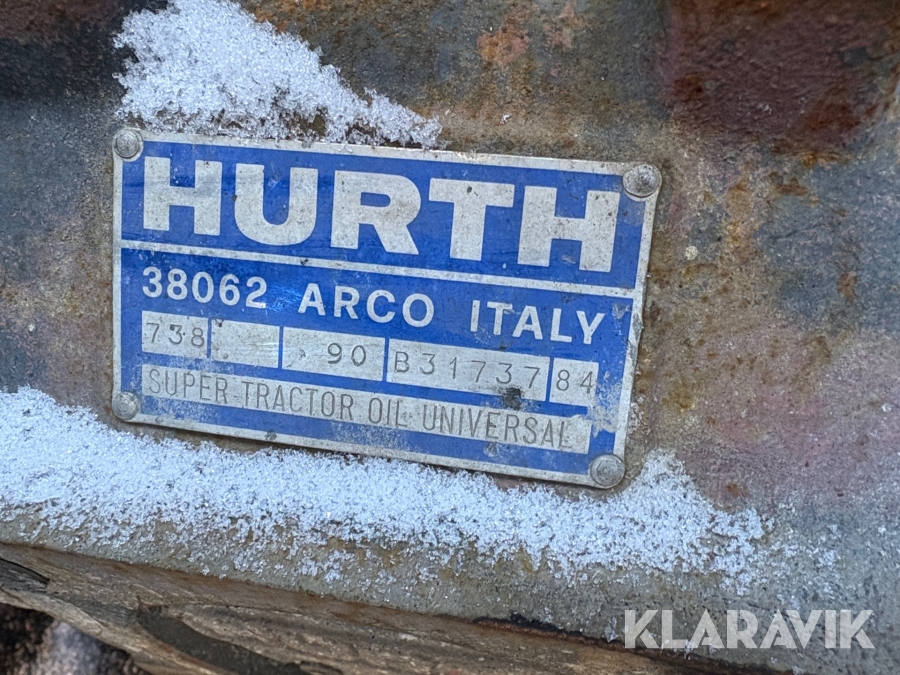 HURTH
38062 ARCO ITALY
738 90 B31737 84
SUPER-TRACTOR OIL-UNIVERSAL
KLARAVIK